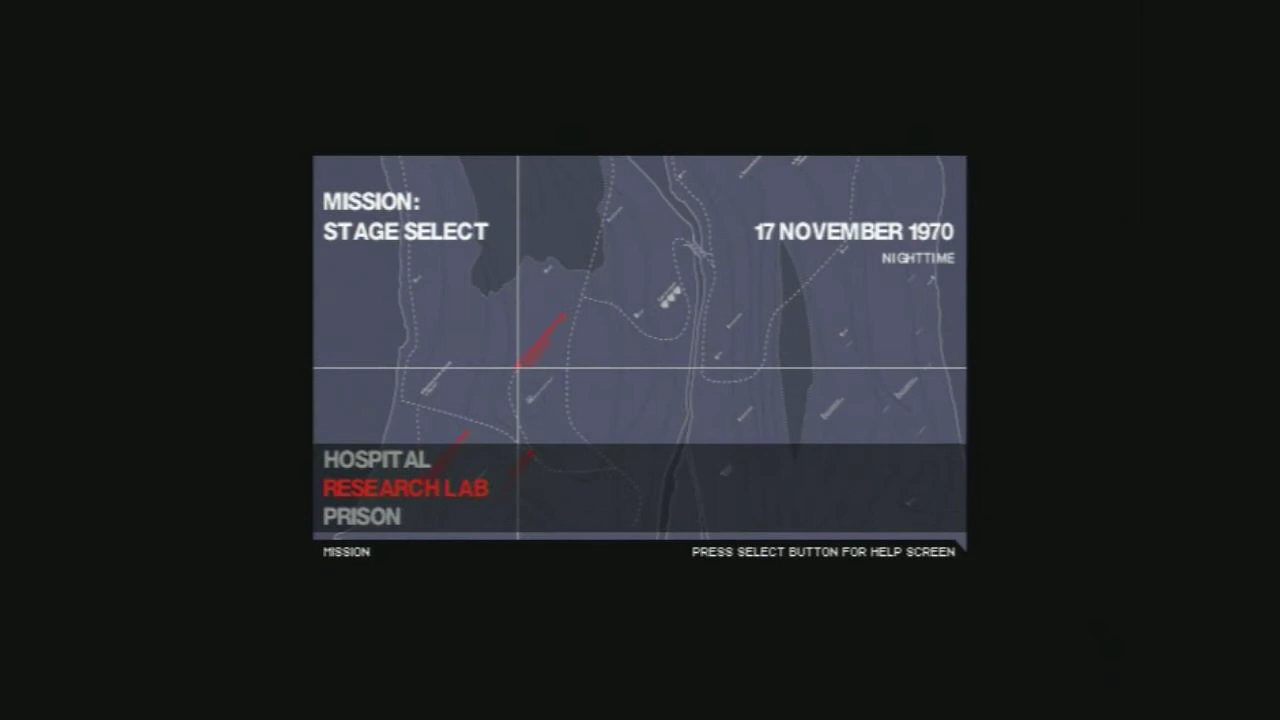 MISSION:
STAGE SELECT
17 NOVEMBER 1970
NIGHTTIME
HOSPITAL
RESEARCH LAB
PRISON
MISSION
PRESS SELECT BUTTON FOR HELP SCREEN